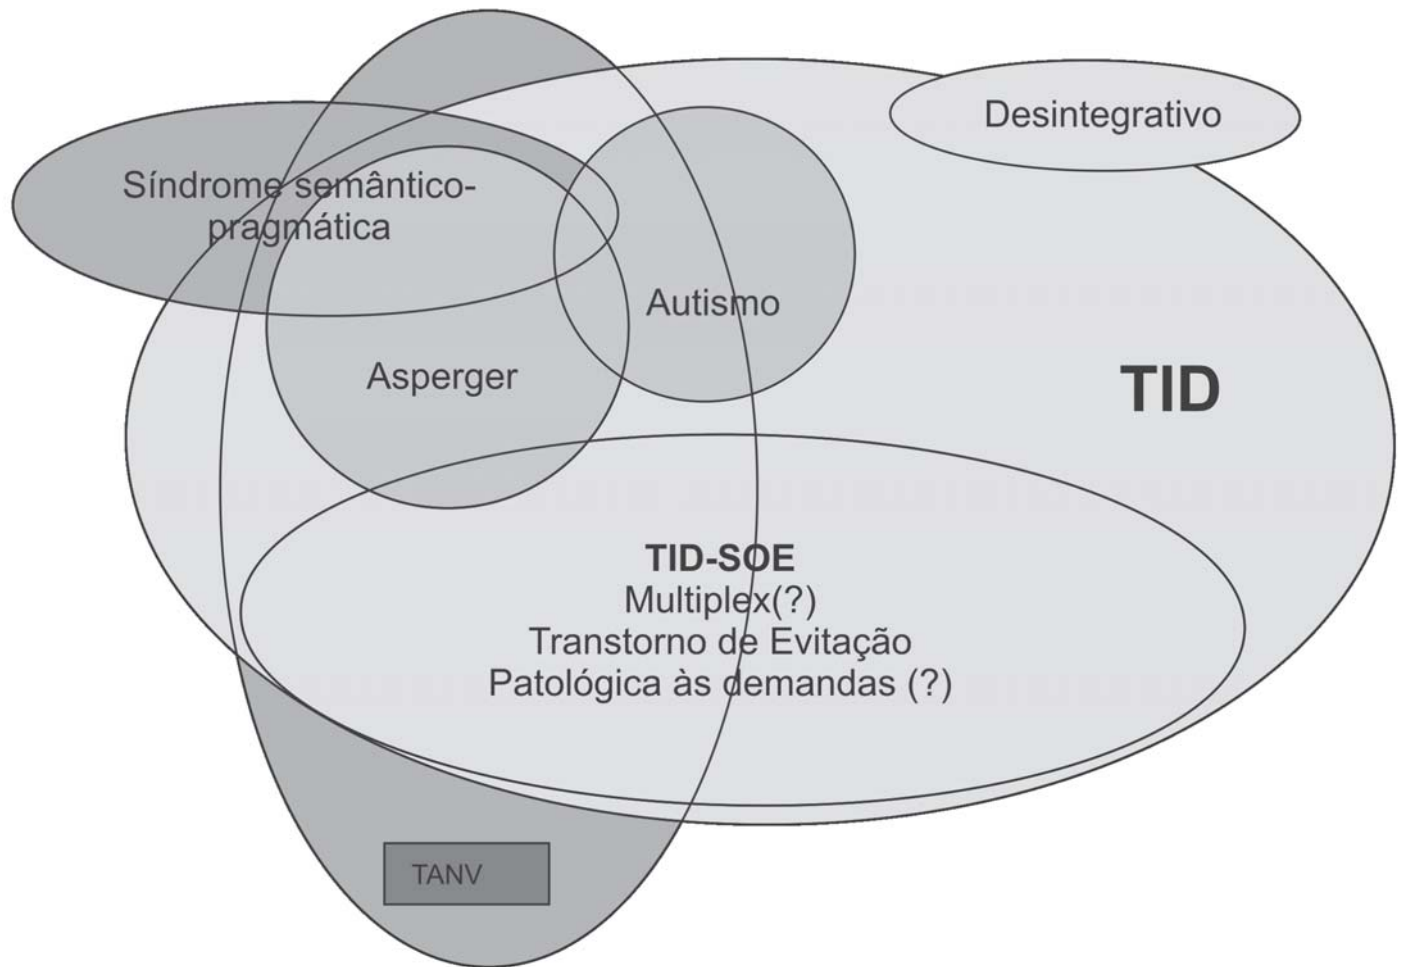 Desintegrativo
Síndrome semântico-
pragmática
Autismo
Asperger
TID
TID-SOE
Multiplex(?)
Transtorno de Evitação
Patológica às demandas (?)
TANV